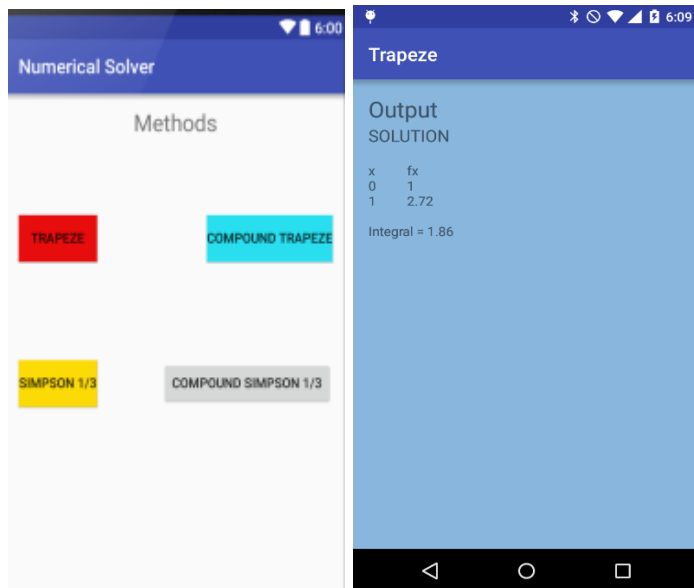 6:00
Numerical Solver
Methods
TRAPEZE COMPOUND TRAPEZE
SIMPSON 1/3 COMPOUND SIMPSON 1/3
6:09
Trapeze
Output
SOLUTION
x fx
0 1
1 2.72
Integral = 1.86